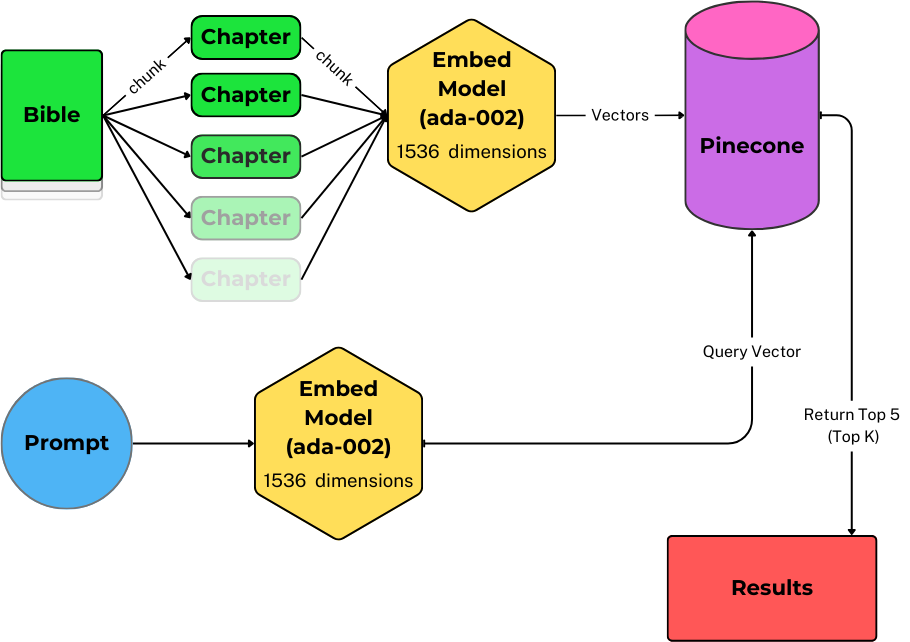 Bible
chunk
Chapter
Chapter
Chapter
Chapter
Chapter
chunk
Embed
Model
(ada-002)
1536 dimensions
Vectors
Pinecone
Query Vector
Return Top 5
(Top K)
Prompt
Embed
Model
(ada-002)
1536 dimensions
Results